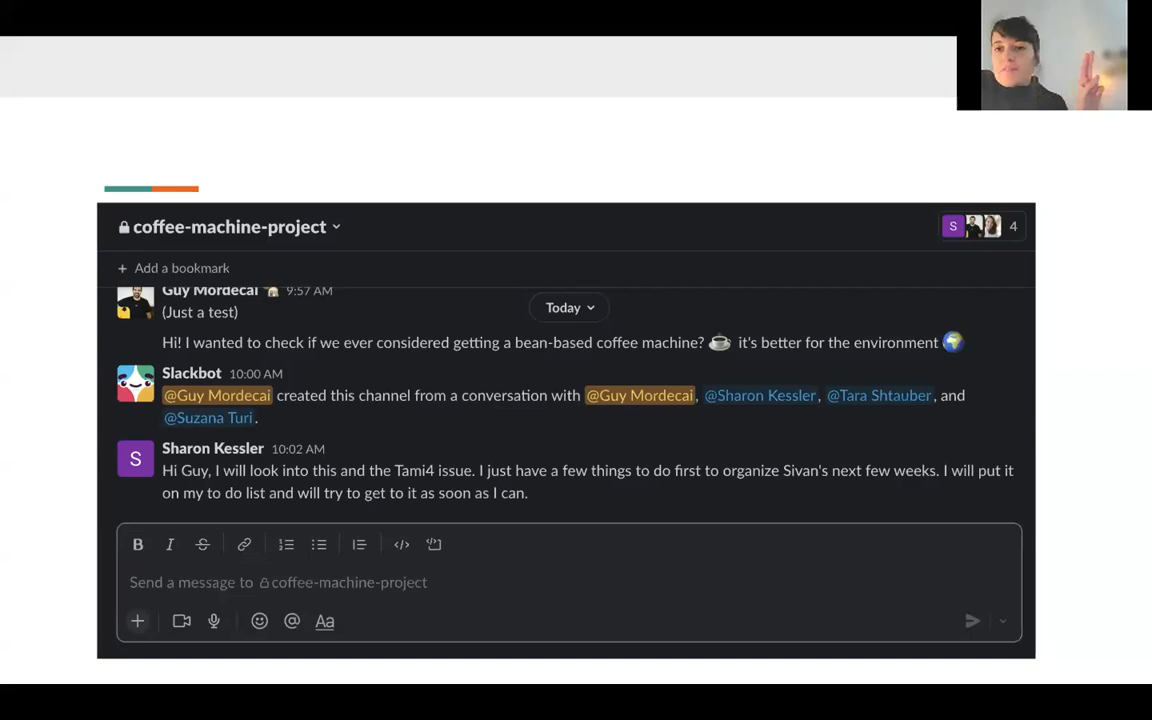 coffee-machine-project
S
4
+ Add a bookmark
Guy Mordecai 9:57 AM
Today
(Just a test)
Hi! I wanted to check if we ever considered getting a bean-based coffee machine? ☕ it's better for the environment 🌍
Slackbot 10:00 AM
@Guy Mordecai created this channel from a conversation with @Guy Mordecai, @Sharon Kessler, @Tara Shtauber, and
@Suzana Turi.
S
Sharon Kessler 10:02 AM
Hi Guy, I will look into this and the Tami4 issue. I just have a few things to do first to organize Sivan's next few weeks. I will put it
on my to do list and will try to get to it as soon as I can.
B I S
Send a message to coffee-machine-project
+ @ Aa